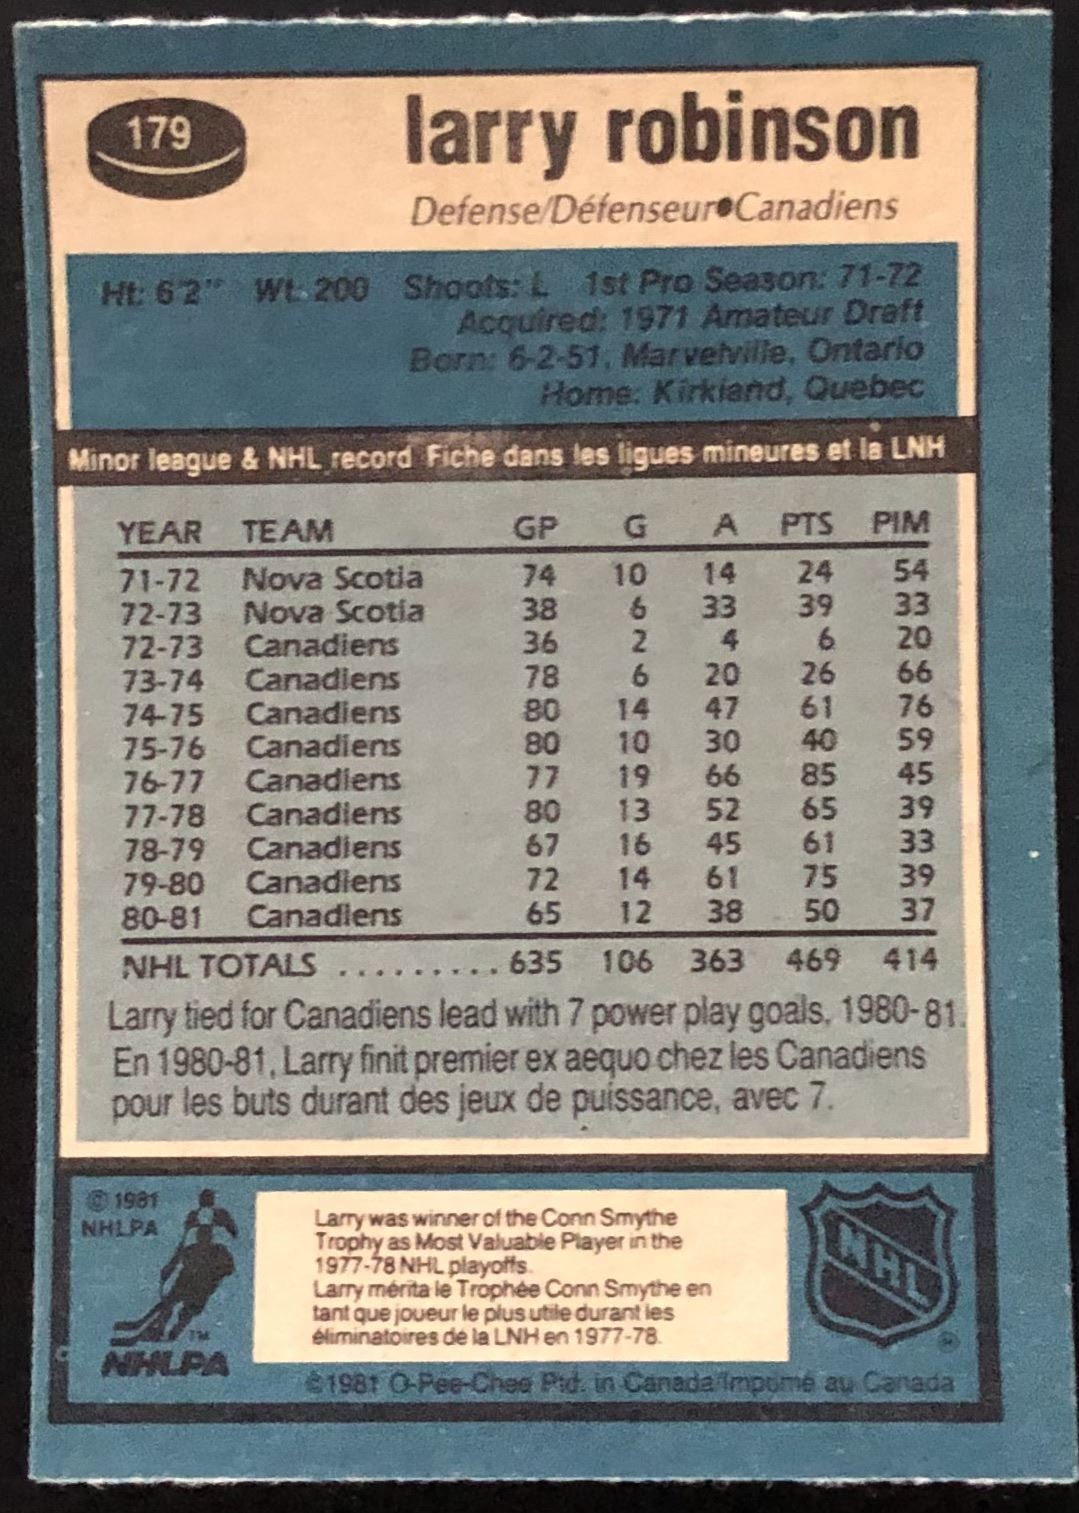 179
larry robinson
Defense/Défenseur●Canadiens
Ht: 6'2" Wt. 200 Shoots: L 1st Pro Season: 71-72
Acquired: 1971 Amateur Draft
Born: 6-2-51, Marvelville, Ontario
Home: Kirkland, Quebec
Minor league & NHL record Fiche dans les ligues mineures et la LNH
YEAR TEAM GP G A PTS PIM
71-72 Nova Scotia 74 10 14 24 54
72-73 Nova Scotia 38 6 33 39 33
72-73 Canadiens 36 2 4 6 20
73-74 Canadiens 78 6 20 26 66
74-75 Canadiens 80 14 47 61 76
75-76 Canadiens 80 10 30 40 59
76-77 Canadiens 77 19 66 85 45
77-78 Canadiens 80 13 52 65 39
78-79 Canadiens 67 16 45 61 33
79-80 Canadiens 72 14 61 75 39
80-81 Canadiens 65 12 38 50 37
NHL TOTALS ......... 635 106 363 469 414
Larry tied for Canadiens lead with 7 power play goals, 1980-81.
En 1980-81, Larry finit premier ex aequo chez les Canadiens
pour les buts durant des jeux de puissance, avec 7.
© 1981
NHLPA
Larry was winner of the Conn Smythe
Trophy as Most Valuable Player in the
1977-78 NHL playoffs.
Larry mérita le Trophée Conn Smythe en
tant que joueur le plus utile durant les
éliminatoires de la LNH en 1977-78.
NHL
TM
NHLPA
©1981 O-Pee-Chee Ptd. in Canada/Imprimé au Canada